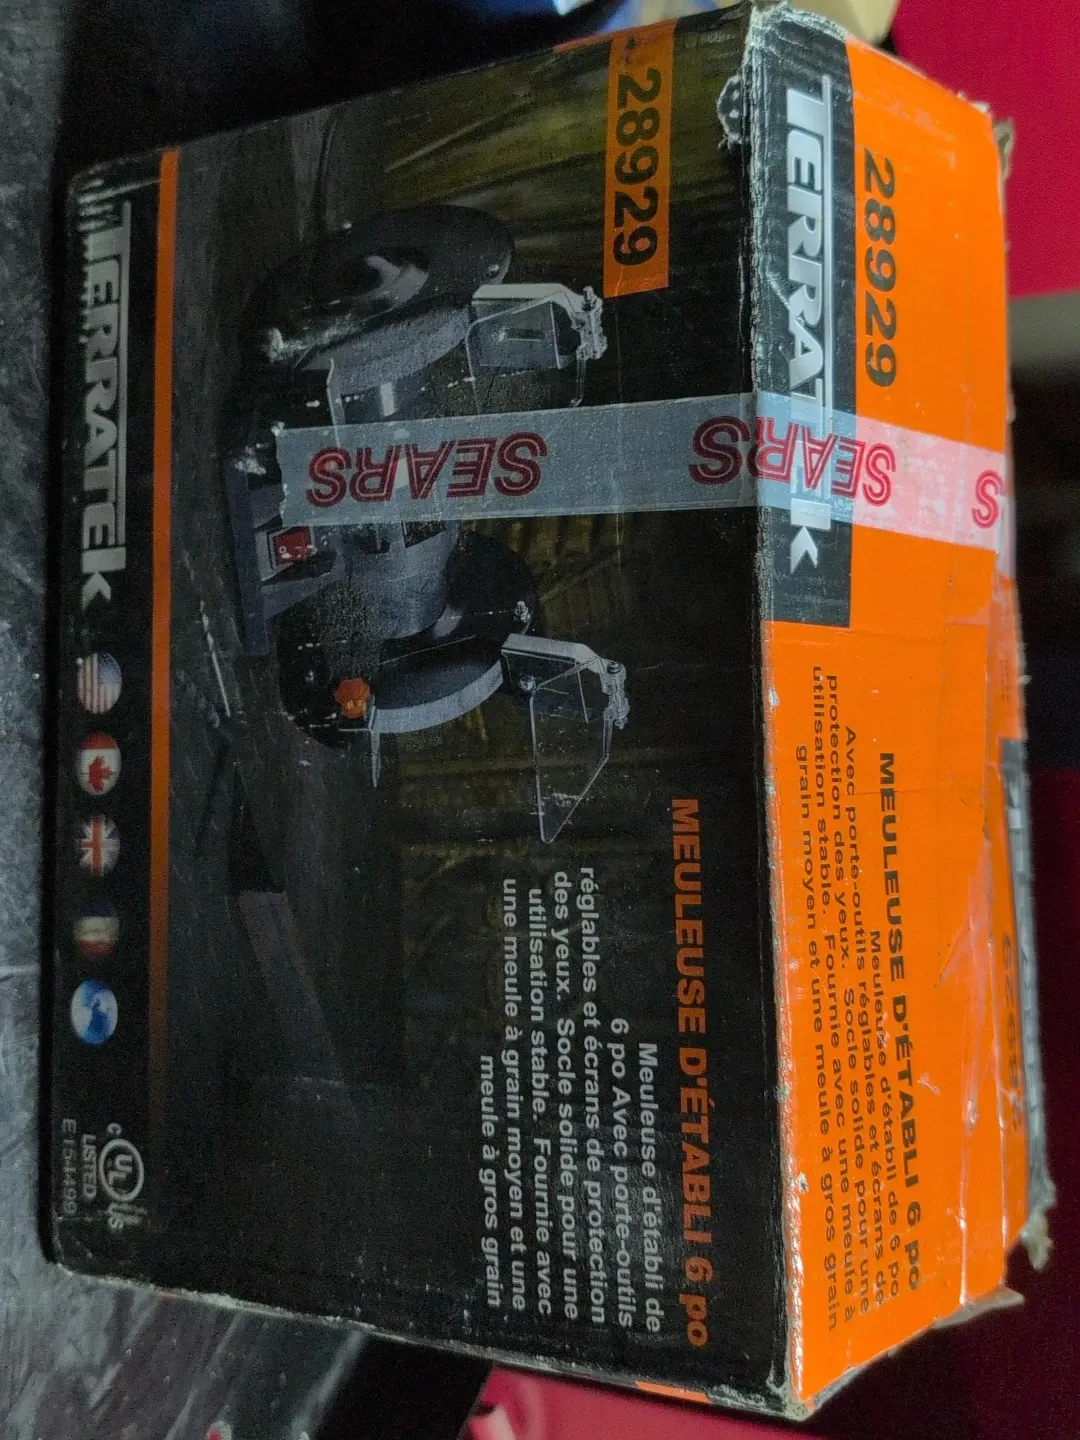 TERRATEK
28929
SEARS
SEARS
SEARS
S
MEULEUSE D'ÉTABLI 6 po
Meuleuse d'établi de 6 po
Avec porte-outils réglables et écrans de
protection des yeux. Socle solide pour une
utilisation stable. Fournie avec une meule à
grain moyen et une meule à gros grain
28929
MEULEUSE D'ÉTABLI 6 po
Meuleuse d'établi de
6 po Avec porte-outils
réglables et écrans de protection
des yeux. Socle solide pour une
utilisation stable. Fournie avec
une meule à grain moyen et une
meule à gros grain
TERRATEK
C UL US
LISTED
E154499